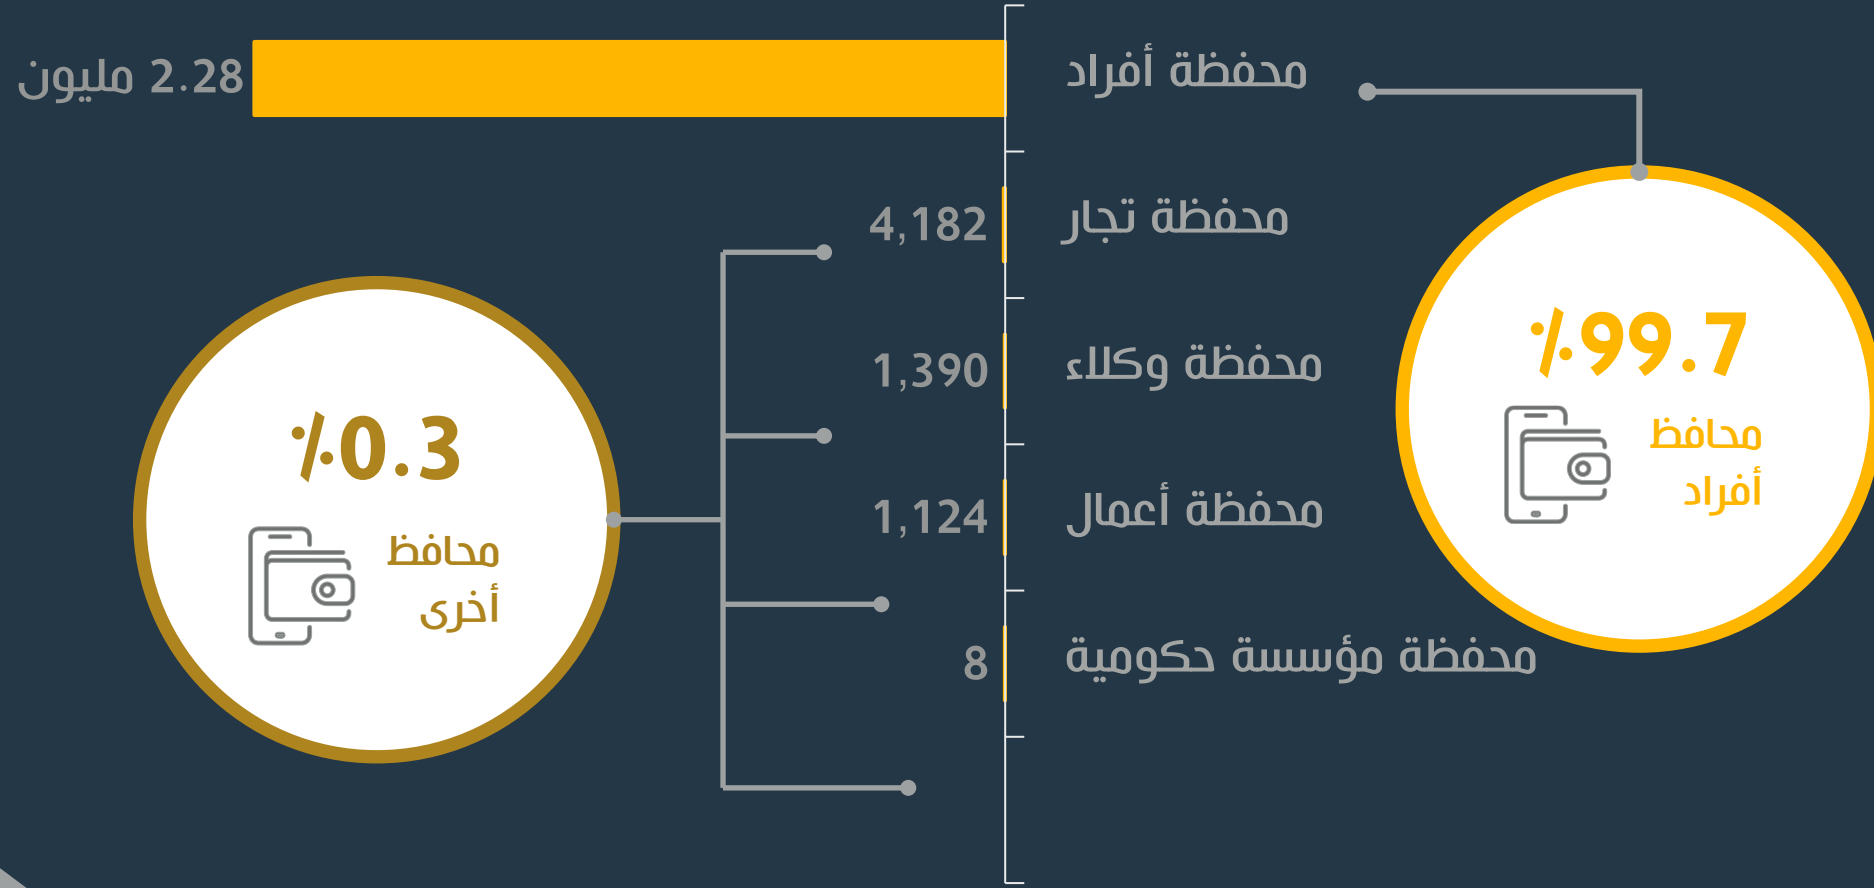 محفظة أفراد
2.28 مليون
محفظة تجار
4,182
محفظة وكلاء
1,390
محفظة أعمال
1,124
محفظة مؤسسة حكومية
8
٪99.7
محافظ
أفراد
٪0.3
محافظ
أخرى